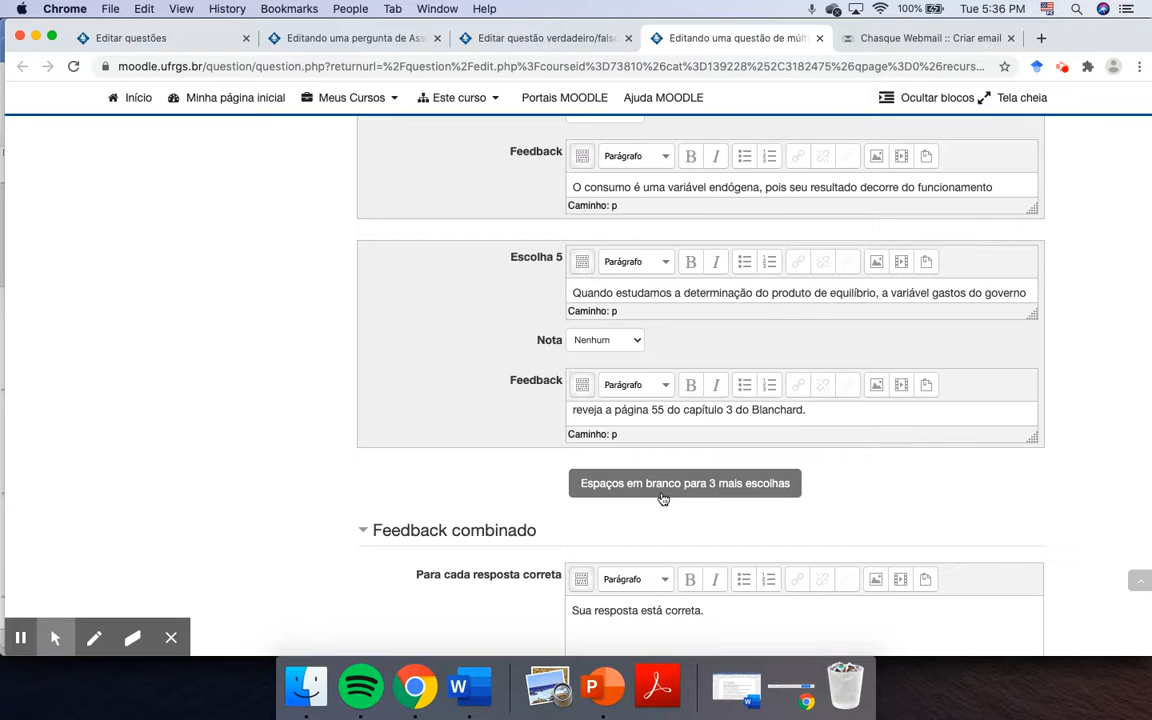 Chrome File Edit View History Bookmarks People Tab Window Help 100% Tue 5:36 PM
Editar questões
Editando uma pergunta de Ass
Editar questão verdadeiro/falso
Editando uma questão de múlti
Chasque Webmail :: Criar email
moodle.ufrgs.br/question/question.php?returnurl=%2Fquestion%2Fedit.php%3Fcourseid%3D73810%26cat%3D139228%252C3182475%26qpage%3D0%26recurs...
Início Minha página inicial Meus Cursos Este curso Portais MOODLE Ajuda MOODLE Ocultar blocos Tela cheia
Feedback
Parágrafo B I
O consumo é uma variável endógena, pois seu resultado decorre do funcionamento
Caminho: p
Escolha 5
Parágrafo B I
Quando estudamos a determinação do produto de equilíbrio, a variável gastos do governo
Caminho: p
Nota Nenhum
Feedback
Parágrafo B I
reveja a página 55 do capítulo 3 do Blanchard.
Caminho: p
Espaços em branco para 3 mais escolhas
Feedback combinado
Para cada resposta correta
Parágrafo B I
Sua resposta está correta.
W P